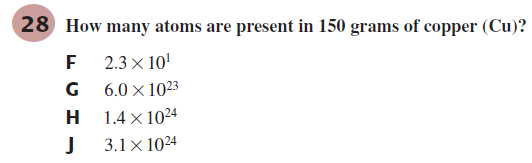 28 How many atoms are present in 150 grams of copper (Cu)?
F 2.3 × 10¹
G 6.0 × 10²³
H 1.4 × 10²⁴
J 3.1 × 10²⁴